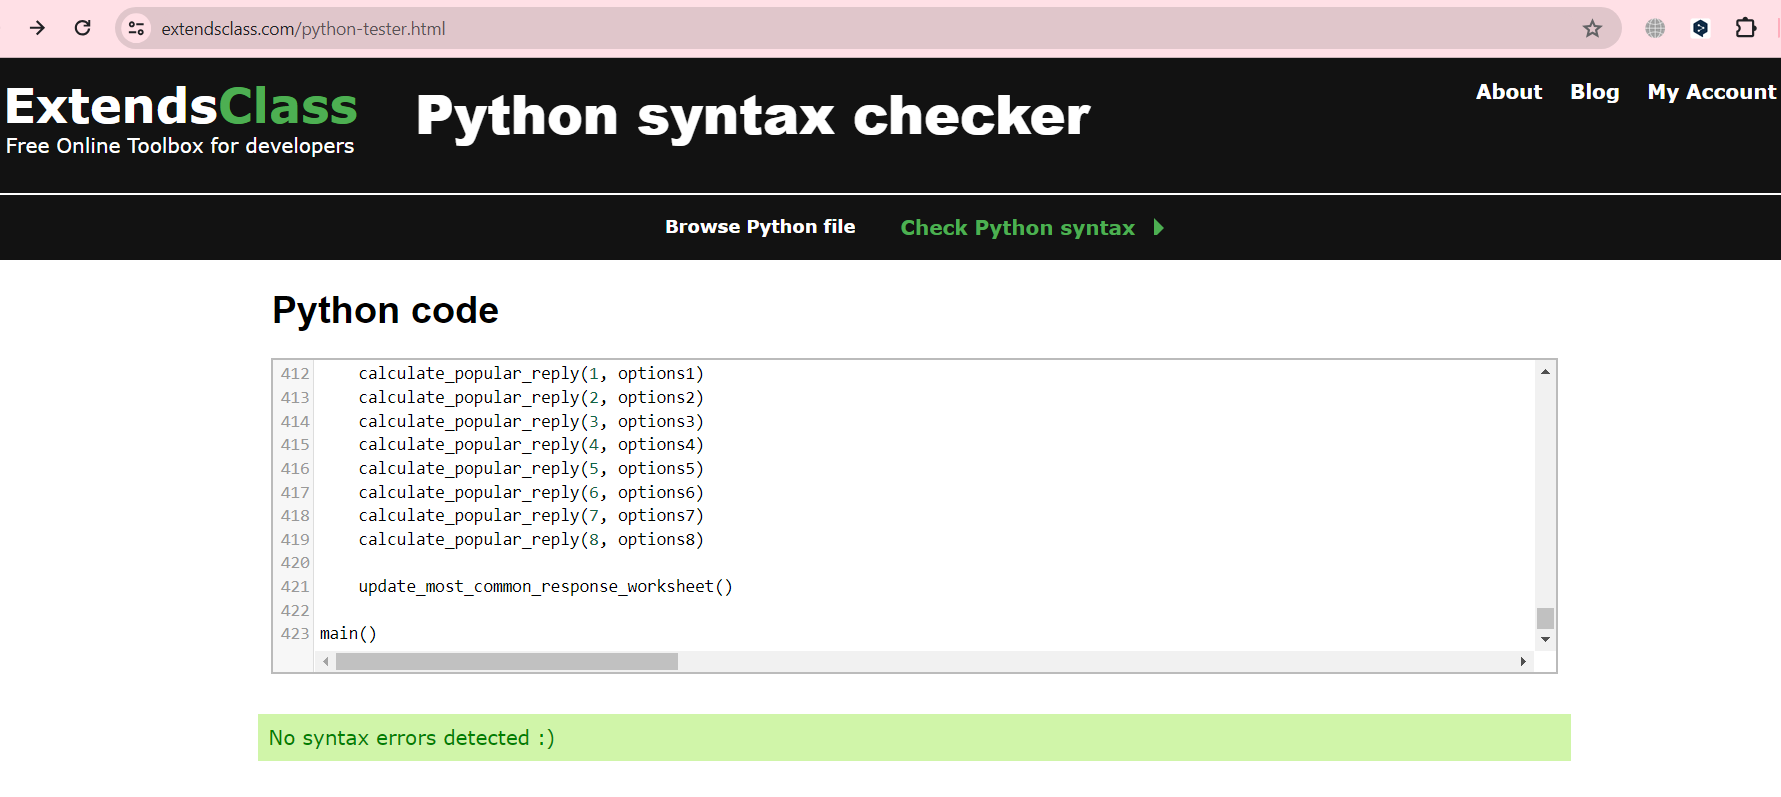 extendsclass.com/python-tester.html
ExtendsClass
Free Online Toolbox for developers
Python syntax checker
About Blog My Account
Browse Python file Check Python syntax
Python code
412 calculate_popular_reply(1, options1)
413 calculate_popular_reply(2, options2)
414 calculate_popular_reply(3, options3)
415 calculate_popular_reply(4, options4)
416 calculate_popular_reply(5, options5)
417 calculate_popular_reply(6, options6)
418 calculate_popular_reply(7, options7)
419 calculate_popular_reply(8, options8)
420
421 update_most_common_response_worksheet()
422
423 main()
No syntax errors detected :)